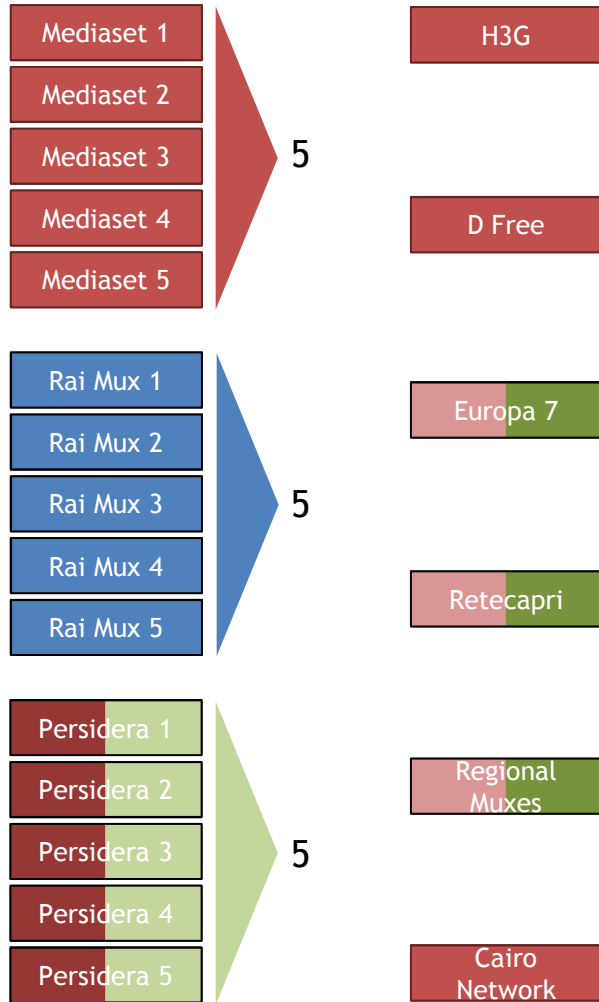 Mediaset 1
Mediaset 2
Mediaset 3
Mediaset 4
Mediaset 5
5
Rai Mux 1
Rai Mux 2
Rai Mux 3
Rai Mux 4
Rai Mux 5
5
Persidera 1
Persidera 2
Persidera 3
Persidera 4
Persidera 5
5
H3G
D Free
Europa 7
Retecapri
Regional
Muxes
Cairo
Network